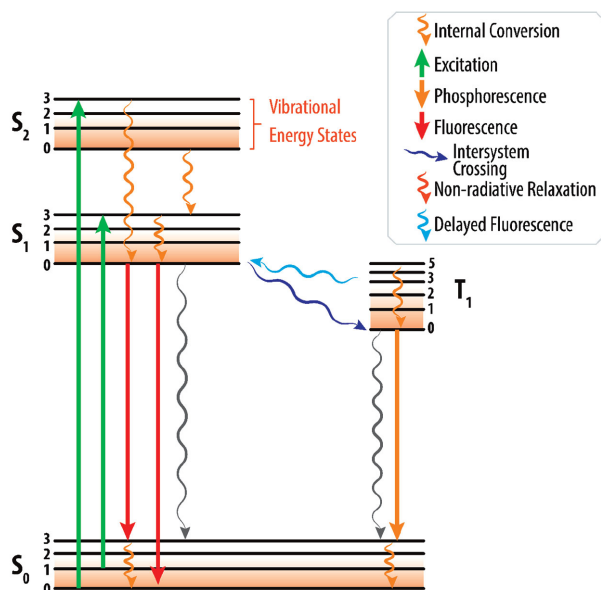 Internal Conversion
Excitation
Phosphorescence
Fluorescence
Intersystem
Crossing
Non-radiative Relaxation
Delayed Fluorescence
S2
3
2
1
0
Vibrational
Energy States
S1
3
2
1
0
T1
5
3
2
1
0
S0
3
2
1
0